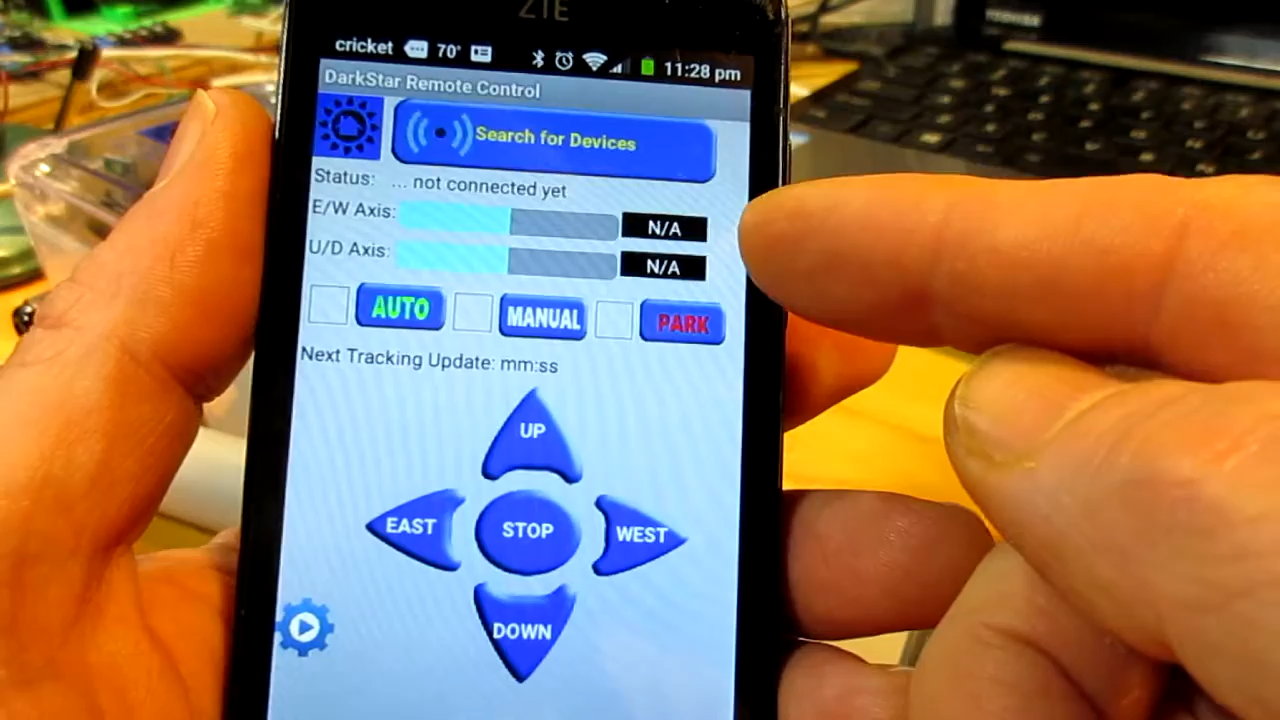 ZTE
TOSHIBA
cricket 70° 11:28 pm
DarkStar Remote Control
Search for Devices
Status: ... not connected yet
E/W Axis: N/A
U/D Axis: N/A
AUTO MANUAL PARK
Next Tracking Update: mm:ss
UP
EAST STOP WEST
DOWN